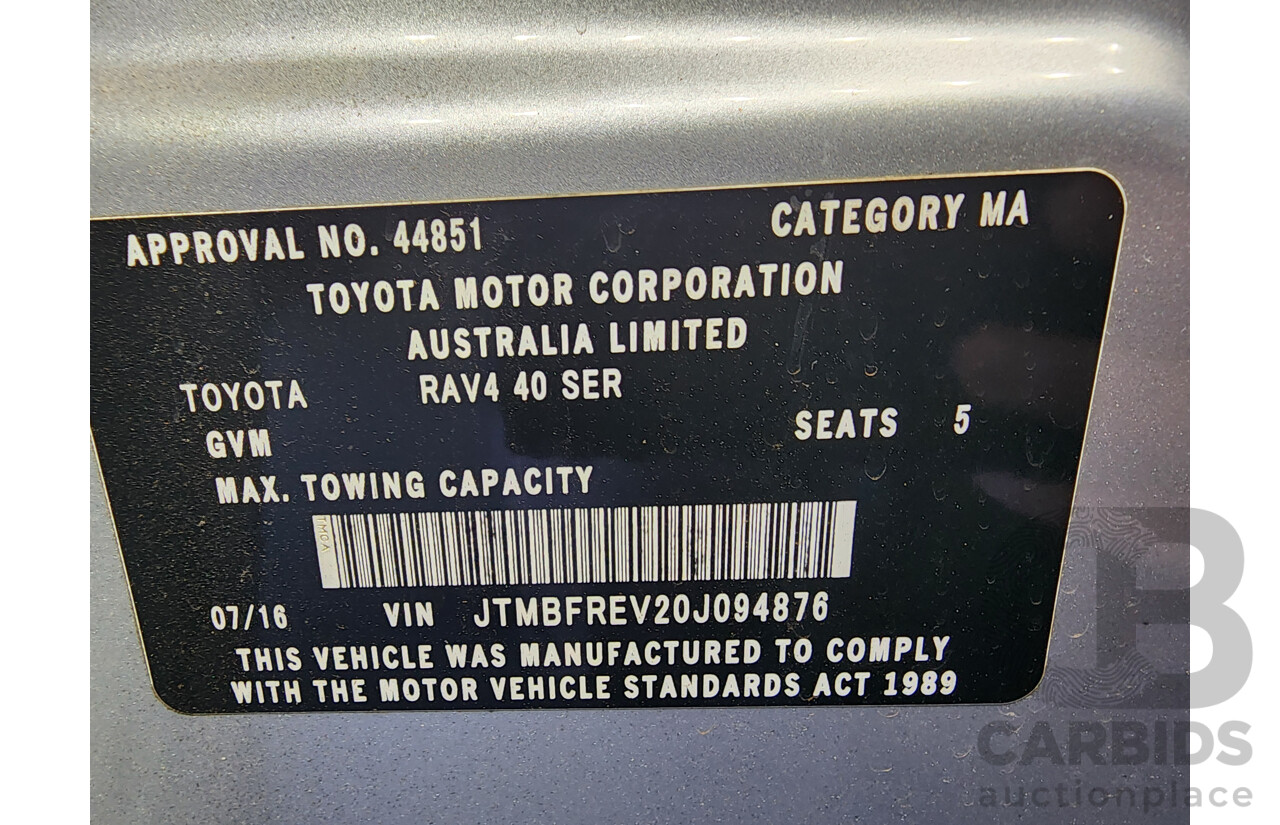 APPROVAL NO. 44851 CATEGORY MA
TOYOTA MOTOR CORPORATION
AUSTRALIA LIMITED
TOYOTA RAV4 40 SER
GVM SEATS 5
MAX. TOWING CAPACITY
TMCA
07/16 VIN JTMBFREV20J094876
THIS VEHICLE WAS MANUFACTURED TO COMPLY
WITH THE MOTOR VEHICLE STANDARDS ACT 1989
B
CARBIDS
auctionplace